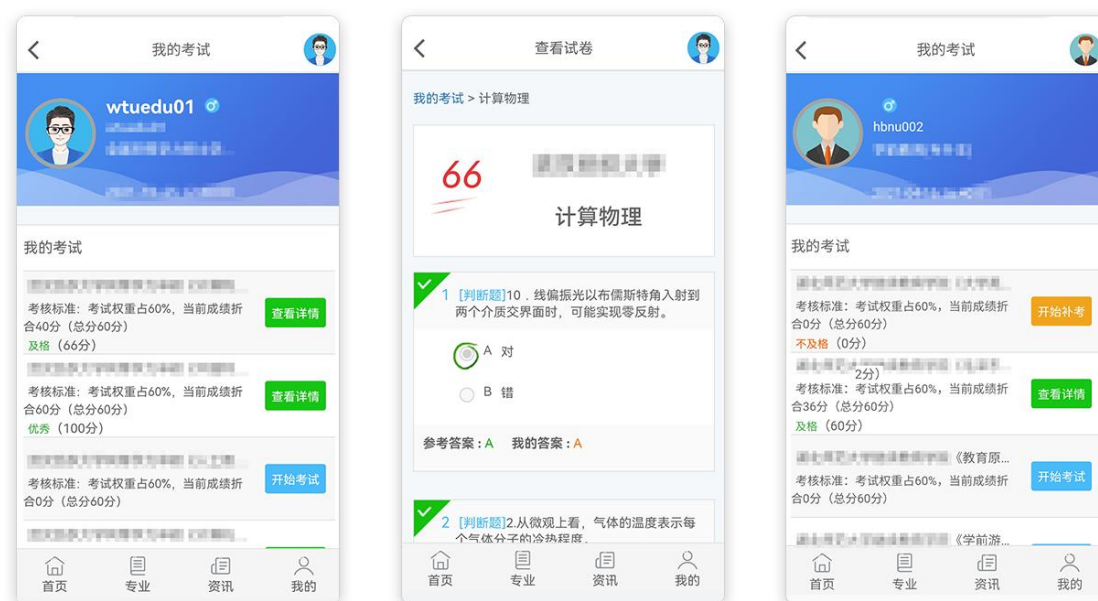 我的考试
wtuedu01
我的考试
考核标准：考试权重占60%，当前成绩折
合40分（总分60分）
及格（66分）
查看详情
考核标准：考试权重占60%，当前成绩折
合60分（总分60分）
优秀（100分）
查看详情
考核标准：考试权重占60%，当前成绩折
合0分（总分60分）
开始考试
首页
专业
资讯
我的
查看试卷
我的考试 > 计算物理
66
计算物理
1 [判断题]10．线偏振光以布儒斯特角入射到
两个介质交界面时，可能实现零反射。
A 对
B 错
参考答案：A 我的答案：A
2 [判断题]2.从微观上看，气体的温度表示每
个气体分子的冷热程度。
首页
专业
资讯
我的
我的考试
hbnu002
我的考试
考核标准：考试权重占60%，当前成绩折
合0分（总分60分）
不及格（0分）
开始补考
2分）
考核标准：考试权重占60%，当前成绩折
合36分（总分60分）
及格（60分）
查看详情
《教育原...
考核标准：考试权重占60%，当前成绩折
合0分（总分60分）
开始考试
《学前游...
首页
专业
资讯
我的